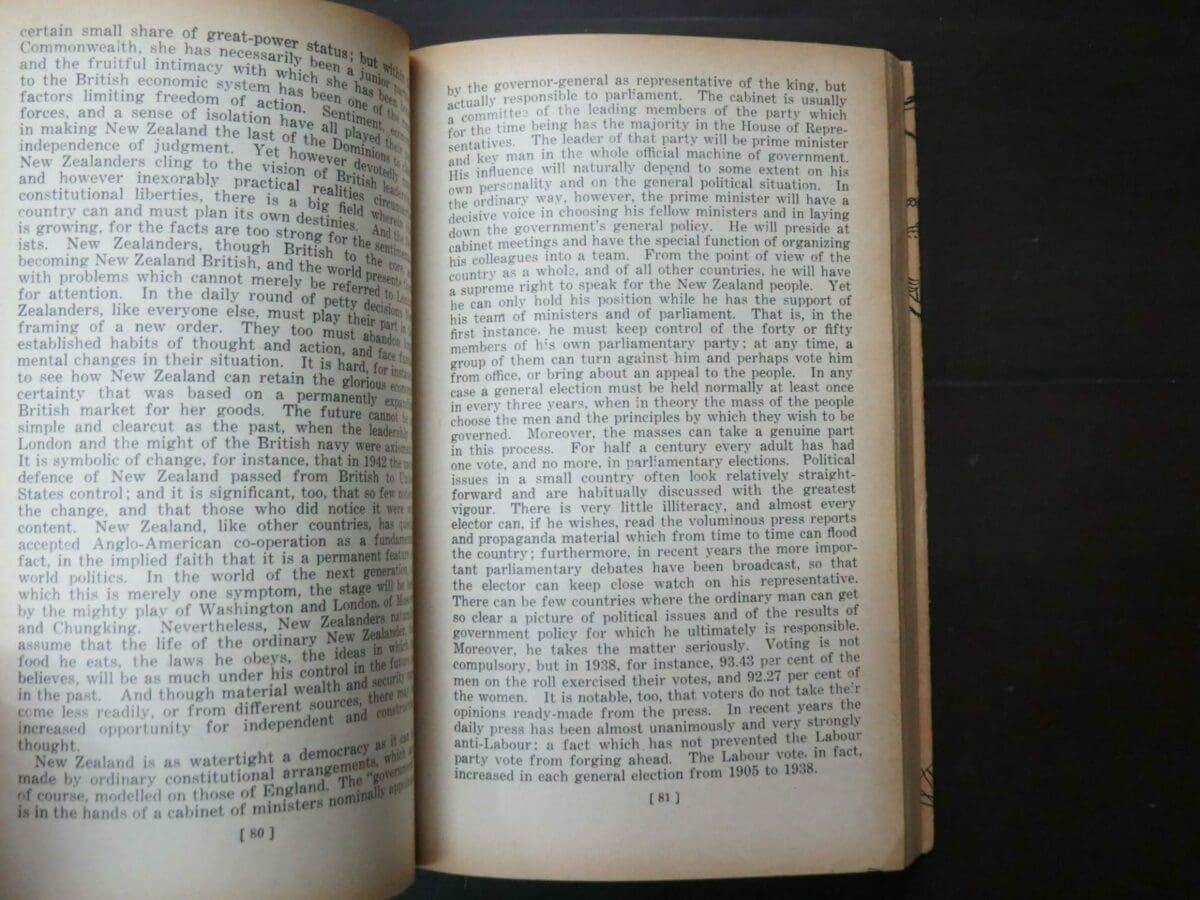 certain small share of great-power status; but within
Commonwealth, she has necessarily been a junior
and the fruitful intimacy with which she has been
to the British economic system has been one of the
factors limiting freedom of action. Sentiment,
forces, and a sense of isolation have all played their
in making New Zealand the last of the Dominions to
independence of judgment. Yet however devotedly
New Zealanders cling to the vision of British
and however inexorably practical realities
constitutional liberties, there is a big field wherein
country can and must plan its own destinies. And the
is growing, for the facts are too strong for the
ists. New Zealanders, though British to the core,
becoming New Zealand British, and the world presents
with problems which cannot merely be referred to
for attention. In the daily round of petty decisions
Zealanders, like everyone else, must play their part in
framing of a new order. They too must abandon
established habits of thought and action, and face
mental changes in their situation. It is hard, for
to see how New Zealand can retain the glorious
certainty that was based on a permanently
British market for her goods. The future cannot
simple and clearcut as the past, when the leadership
London and the might of the British navy were
It is symbolic of change, for instance, that in 1942 the
defence of New Zealand passed from British to
States control; and it is significant, too, that so few
the change, and that those who did notice it were
content. New Zealand, like other countries, has
accepted Anglo-American co-operation as a
fact, in the implied faith that it is a permanent feature
world politics. In the world of the next generation,
which this is merely one symptom, the stage will be
by the mighty play of Washington and London, of
and Chungking. Nevertheless, New Zealanders
assume that the life of the ordinary New Zealander,
food he eats, the laws he obeys, the ideas in which
believes, will be as much under his control in the future
in the past. And though material wealth and security
come less readily, or from different sources, there may
increased opportunity for independent and
thought.
New Zealand is as watertight a democracy as it can
made by ordinary constitutional arrangements, which
of course, modelled on those of England. The
is in the hands of a cabinet of ministers nominally
[ 80 ]
by the governor-general as representative of the king, but
actually responsible to parliament. The cabinet is usually
a committee of the leading members of the party which
for the time being has the majority in the House of Repre-
sentatives. The leader of that party will be prime minister
and key man in the whole official machine of government.
His influence will naturally depend to some extent on his
own personality and on the general political situation. In
the ordinary way, however, the prime minister will have a
decisive voice in choosing his fellow ministers and in laying
down the government's general policy. He will preside at
cabinet meetings and have the special function of organizing
his colleagues into a team. From the point of view of the
country as a whole, and of all other countries, he will have
a supreme right to speak for the New Zealand people. Yet
he can only hold his position while he has the support of
his team of ministers and of parliament. That is, in the
first instance, he must keep control of the forty or fifty
members of his own parliamentary party; at any time, a
group of them can turn against him and perhaps vote him
from office, or bring about an appeal to the people. In any
case a general election must be held normally at least once
in every three years, when in theory the mass of the people
choose the men and the principles by which they wish to be
governed. Moreover, the masses can take a genuine part
in this process. For half a century every adult has had
one vote, and no more, in parliamentary elections. Political
issues in a small country often look relatively straight-
forward and are habitually discussed with the greatest
vigour. There is very little illiteracy, and almost every
elector can, if he wishes, read the voluminous press reports
and propaganda material which from time to time can flood
the country; furthermore, in recent years the more impor-
tant parliamentary debates have been broadcast, so that
the elector can keep close watch on his representative.
There can be few countries where the ordinary man can get
so clear a picture of political issues and of the results of
government policy for which he ultimately is responsible.
Moreover, he takes the matter seriously. Voting is not
compulsory, but in 1938, for instance, 93.43 per cent of the
men on the roll exercised their votes, and 92.27 per cent of
the women. It is notable, too, that voters do not take their
opinions ready-made from the press. In recent years the
daily press has been almost unanimously and very strongly
anti-Labour: a fact which has not prevented the Labour
party vote from forging ahead. The Labour vote, in fact,
increased in each general election from 1905 to 1938.
[ 81 ]